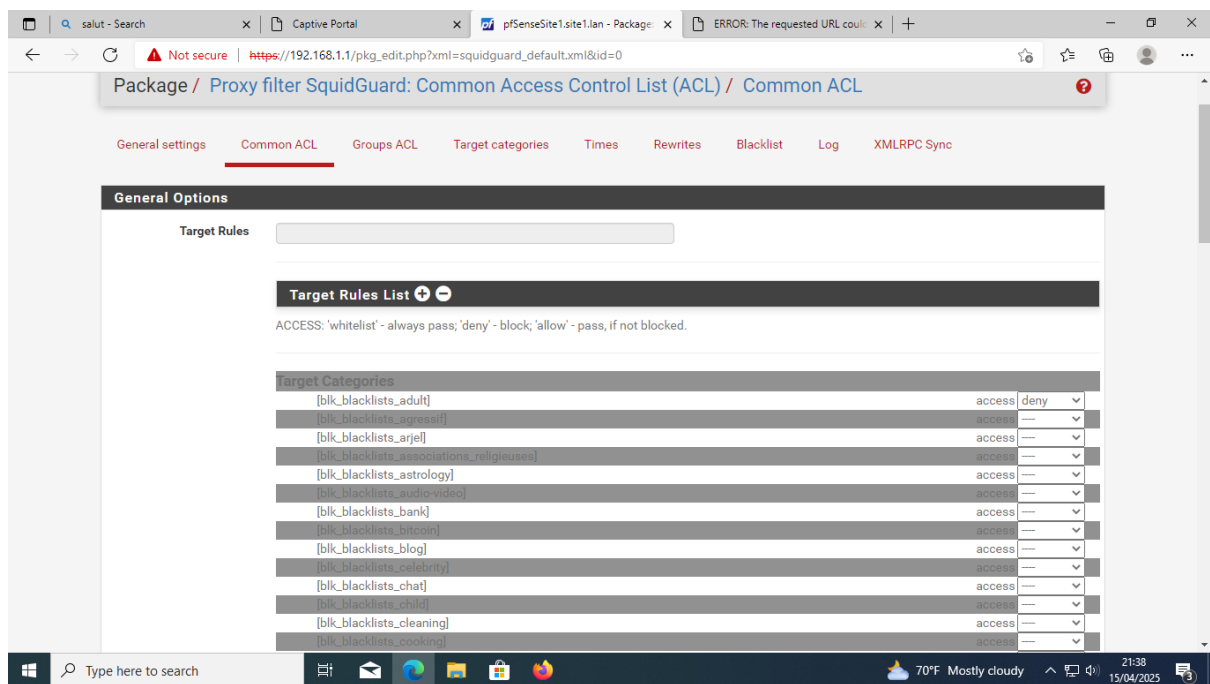 salut - Search
Captive Portal
pfSenseSite1.site1.lan - Package:
ERROR: The requested URL coul
Not secure
https://192.168.1.1/pkg_edit.php?xml=squidguard_default.xml&id=0
Package / Proxy filter SquidGuard: Common Access Control List (ACL) / Common ACL
General settings Common ACL Groups ACL Target categories Times Rewrites Blacklist Log XMLRPC Sync
General Options
Target Rules
Target Rules List
ACCESS: 'whitelist' - always pass; 'deny' - block; 'allow' - pass, if not blocked.
Target Categories
[blk_blacklists_adult] access deny
[blk_blacklists_agressif] access ---
[blk_blacklists_arjel] access ---
[blk_blacklists_associations_religieuses] access ---
[blk_blacklists_astrology] access ---
[blk_blacklists_audio-video] access ---
[blk_blacklists_bank] access ---
[blk_blacklists_bitcoin] access ---
[blk_blacklists_blog] access ---
[blk_blacklists_celebrity] access ---
[blk_blacklists_chat] access ---
[blk_blacklists_child] access ---
[blk_blacklists_cleaning] access ---
[blk_blacklists_cooking] access ---
Type here to search
70°F Mostly cloudy
21:38
15/04/2025
3